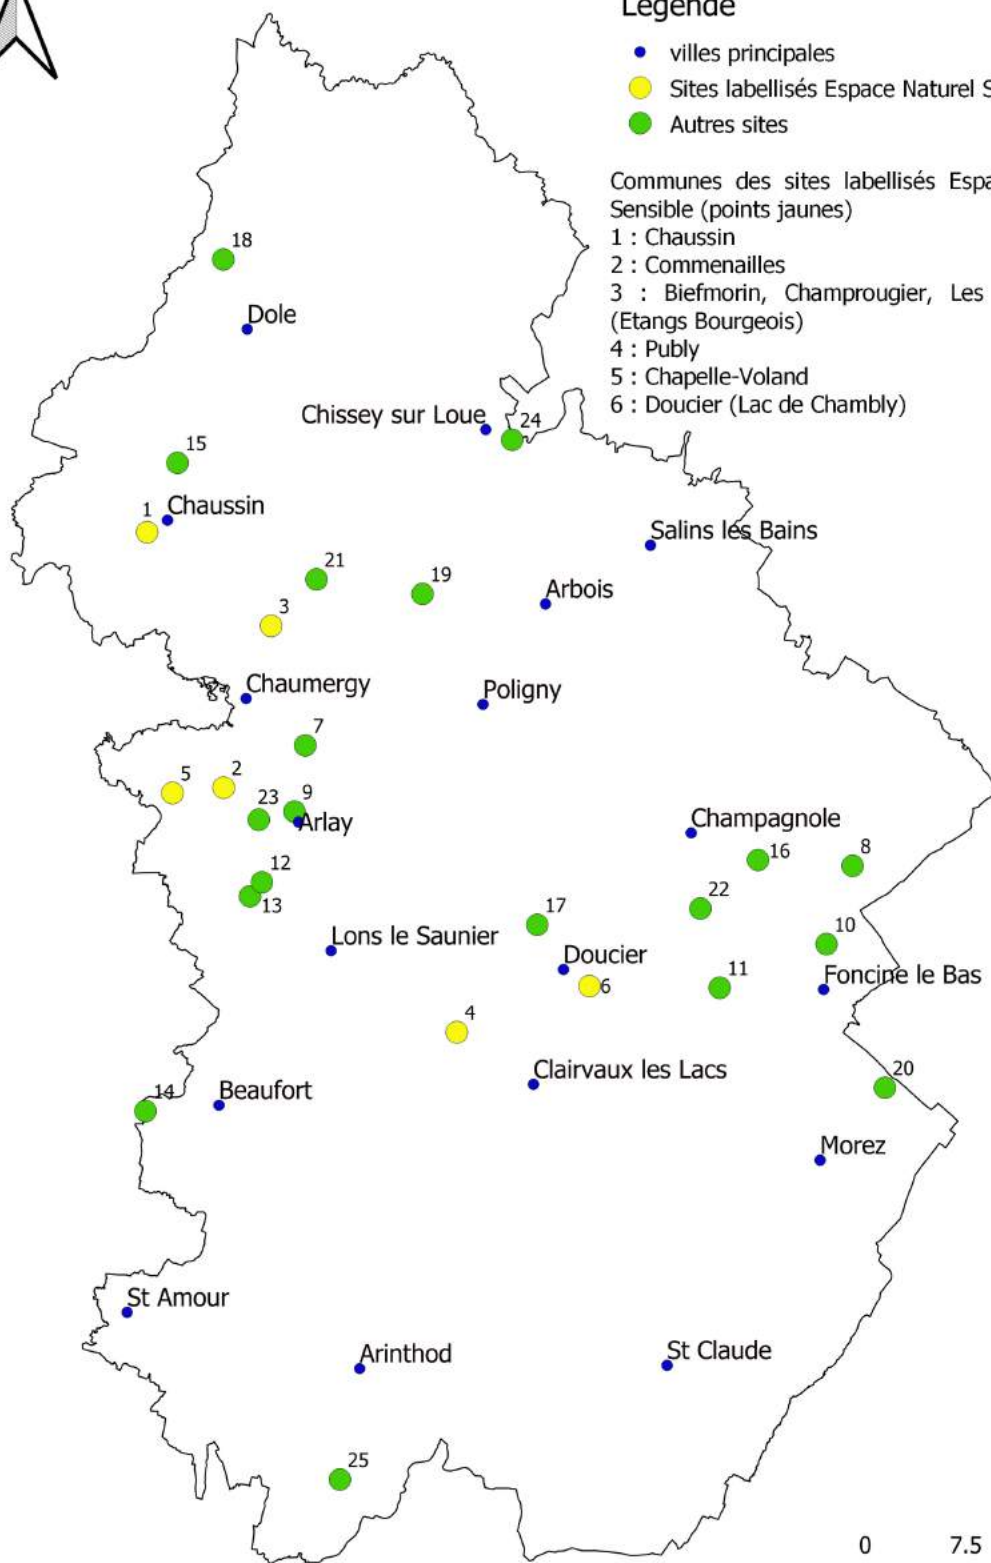 Légende
villes principales
Sites labellisés Espace Naturel S
Autres sites
Communes des sites labellisés Espa
Sensible (points jaunes)
1 : Chaussin
2 : Commenailles
3 : Biefmorin, Champrougier, Les
(Etangs Bourgeois)
4 : Publy
5 : Chapelle-Voland
6 : Doucier (Lac de Chambly)
18
Dole
Chissey sur Loue
24
15
1
Chaussin
Salins les Bains
21
19
Arbois
3
Chaumergy
Poligny
7
5
2
23
9
Arlay
Champagnole
16
8
12
13
22
17
10
Lons le Saunier
Doucier
6
11
Foncine le Bas
4
Clairvaux les Lacs
20
14
Beaufort
Morez
St Amour
Arinthod
St Claude
25
0 7.5